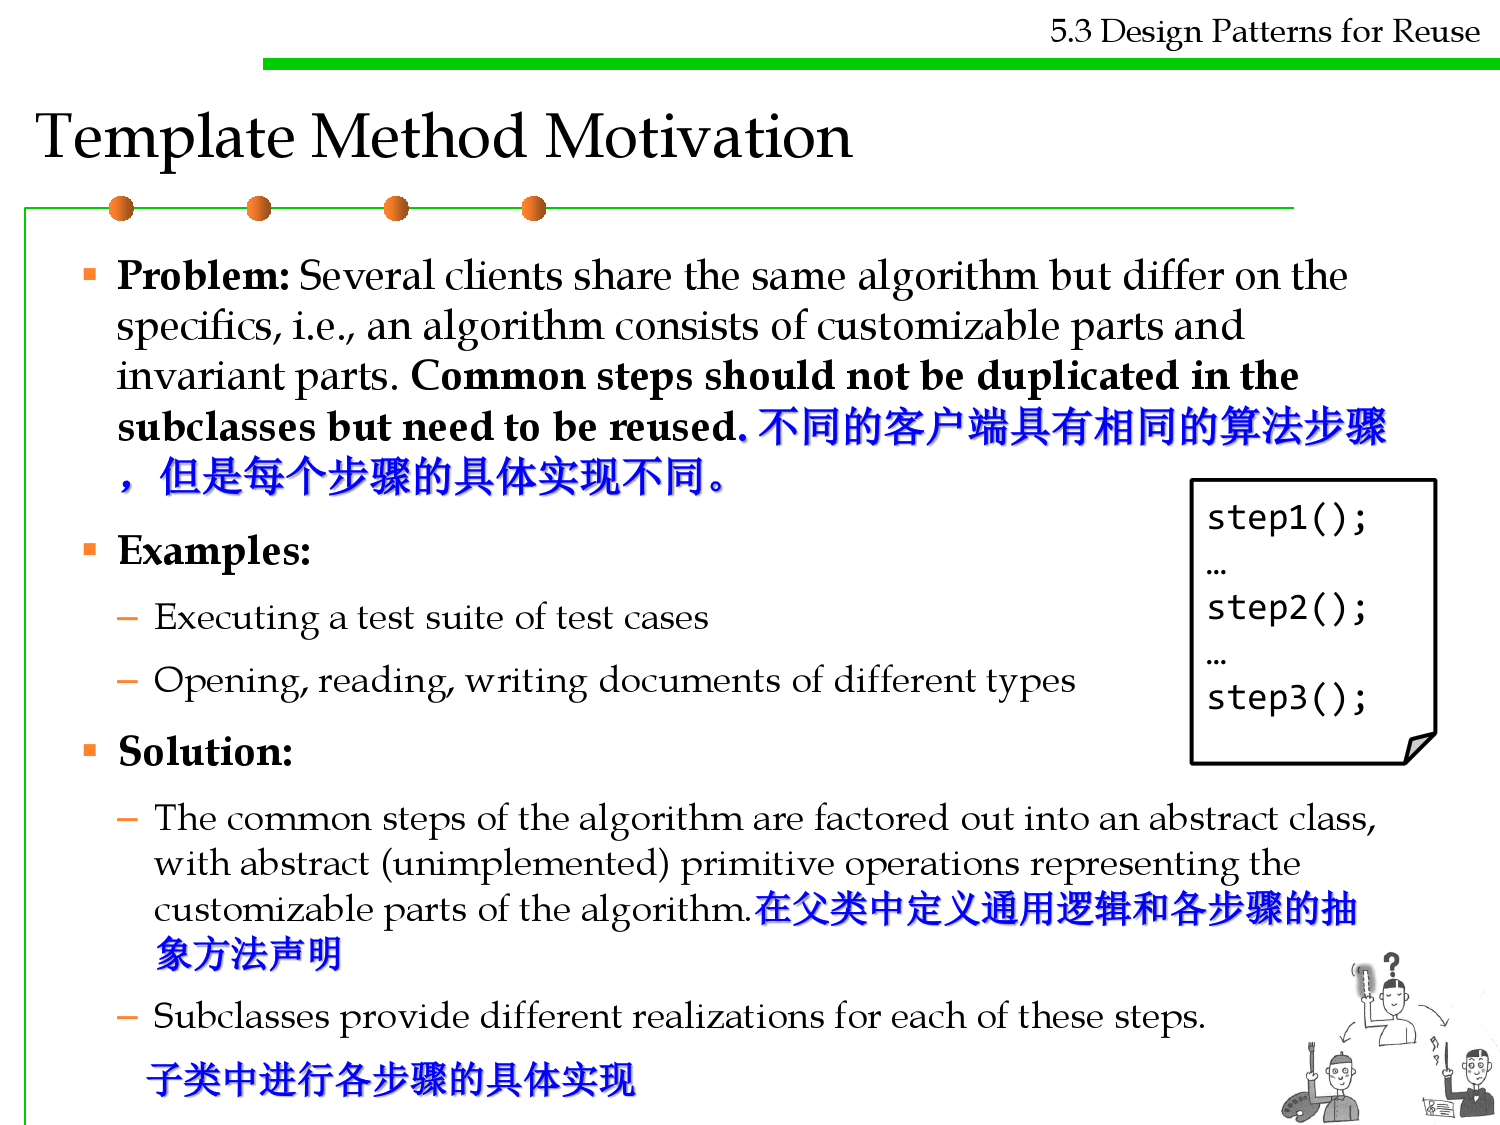 5.3 Design Patterns for Reuse
Template Method Motivation
Problem: Several clients share the same algorithm but differ on the
specifics, i.e., an algorithm consists of customizable parts and
invariant parts. Common steps should not be duplicated in the
subclasses but need to be reused. 不同的客户端具有相同的算法步骤
，但是每个步骤的具体实现不同。
Examples:
– Executing a test suite of test cases
– Opening, reading, writing documents of different types
step1();
…
step2();
…
step3();
Solution:
– The common steps of the algorithm are factored out into an abstract class,
with abstract (unimplemented) primitive operations representing the
customizable parts of the algorithm.在父类中定义通用逻辑和各步骤的抽
象方法声明
– Subclasses provide different realizations for each of these steps.
子类中进行各步骤的具体实现
?